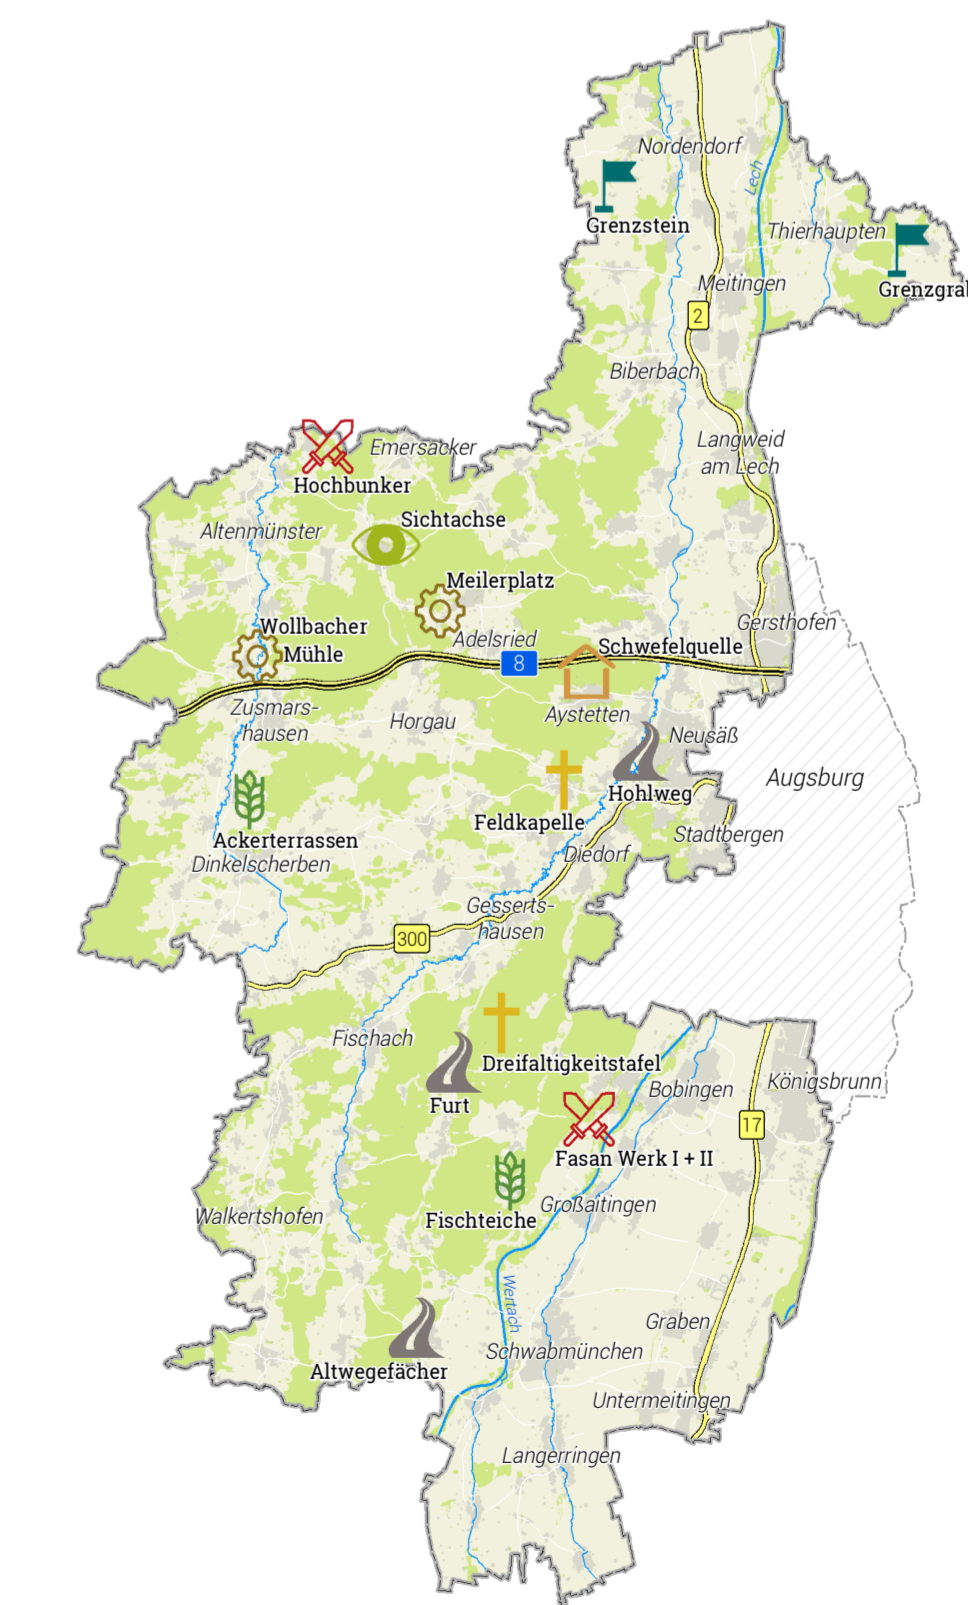 Nordendorf
Lech
Grenzstein
Thierhaupten
Meitingen
Grenzgral
2
Biberbach
Langweid
am Lech
Emersacker
Hochbunker
Sichtachse
Altenmünster
Meilerplatz
Gersthofen
Wollbacher
Mühle
Adelsried
Schwefelquelle
8
Zusmars-
hausen
Horgau
Aystetten
Neusäß
Augsburg
Hohlweg
Feldkapelle
Stadtbergen
Ackerterrassen
Dinkelscherben
Diedorf
Gesserts-
hausen
300
Fischach
Dreifaltigkeitstafel
Königsbrunn
Bobingen
Furt
17
Fasan Werk I + II
Walkertshofen
Großaitingen
Fischteiche
Wertach
Graben
Schwabmünchen
Altwegefächer
Untermeitingen
Langerringen